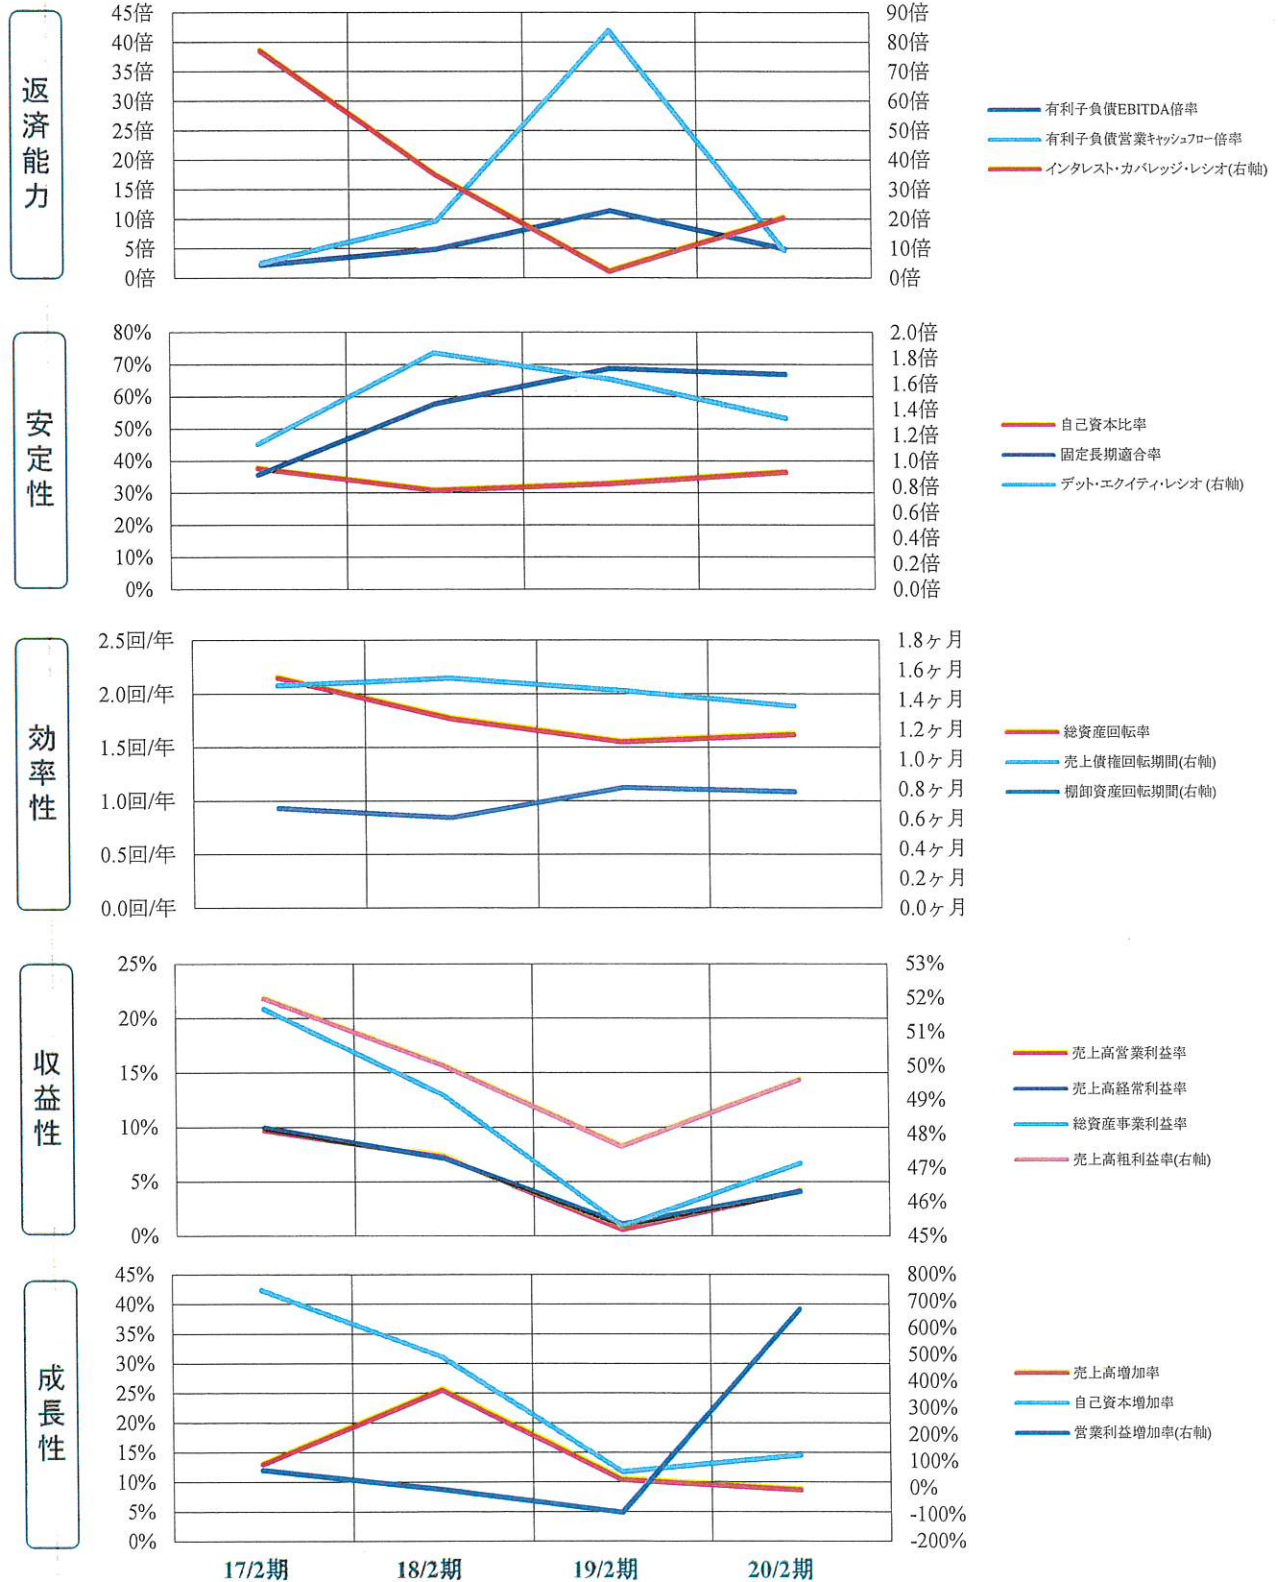 返済能力
45倍
40倍
35倍
30倍
25倍
20倍
15倍
10倍
5倍
0倍
90倍
80倍
70倍
60倍
50倍
40倍
30倍
20倍
10倍
0倍
有利子負債EBITDA倍率
有利子負債営業キャッシュフロー倍率
インタレスト・カバレッジ・レシオ(右軸)
安定性
80%
70%
60%
50%
40%
30%
20%
10%
0%
2.0倍
1.8倍
1.6倍
1.4倍
1.2倍
1.0倍
0.8倍
0.6倍
0.4倍
0.2倍
0.0倍
自己資本比率
固定長期適合率
デット・エクイティ・レシオ(右軸)
効率性
2.5回/年
2.0回/年
1.5回/年
1.0回/年
0.5回/年
0.0回/年
1.8ヶ月
1.6ヶ月
1.4ヶ月
1.2ヶ月
1.0ヶ月
0.8ヶ月
0.6ヶ月
0.4ヶ月
0.2ヶ月
0.0ヶ月
総資産回転率
売上債権回転期間(右軸)
棚卸資産回転期間(右軸)
収益性
25%
20%
15%
10%
5%
0%
53%
52%
51%
50%
49%
48%
47%
46%
45%
売上高営業利益率
売上高経常利益率
総資産事業利益率
売上高粗利益率(右軸)
成長性
45%
40%
35%
30%
25%
20%
15%
10%
5%
0%
800%
700%
600%
500%
400%
300%
200%
100%
0%
-100%
-200%
売上高増加率
自己資本増加率
営業利益増加率(右軸)
17/2期
18/2期
19/2期
20/2期